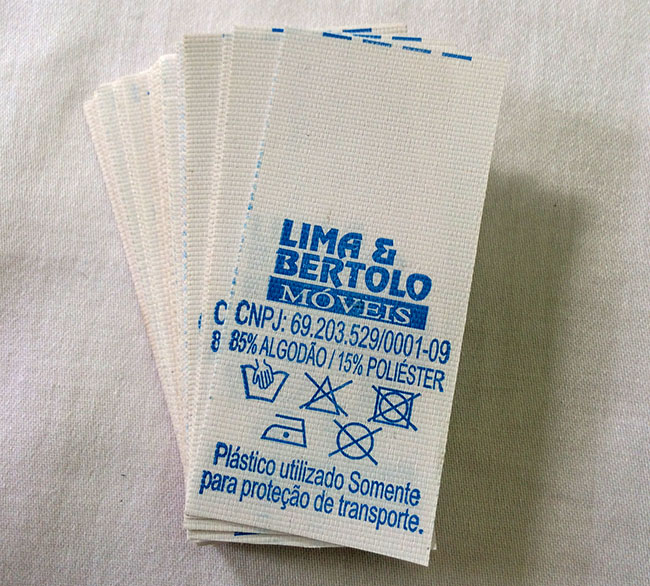 LIMA &
BERTOLO
MÓVEIS
CNPJ: 69.203.529/0001-09
85% ALGODÃO / 15% POLIÉSTER
Plástico utilizado Somente
para proteção de transporte.
C
8